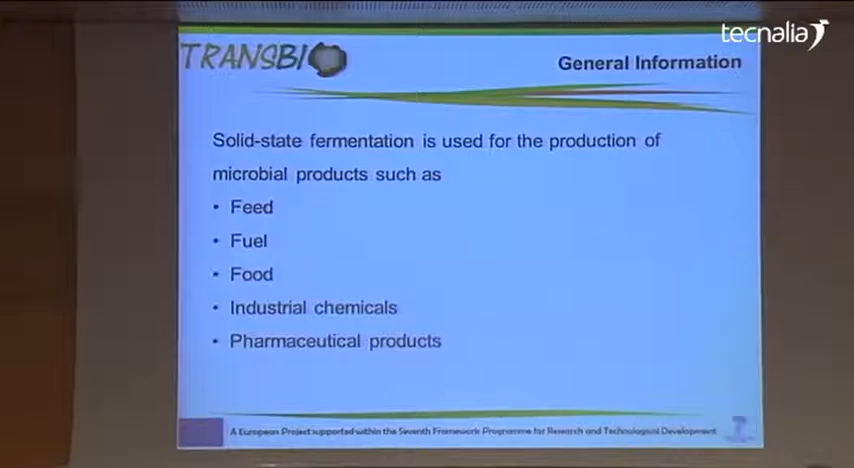 tecnalia
TRANSBIO
General Information
Solid-state fermentation is used for the production of
microbial products such as
• Feed
• Fuel
• Food
• Industrial chemicals
• Pharmaceutical products
A European Project supported within the Seventh Framework Programme for Research and Technological Development